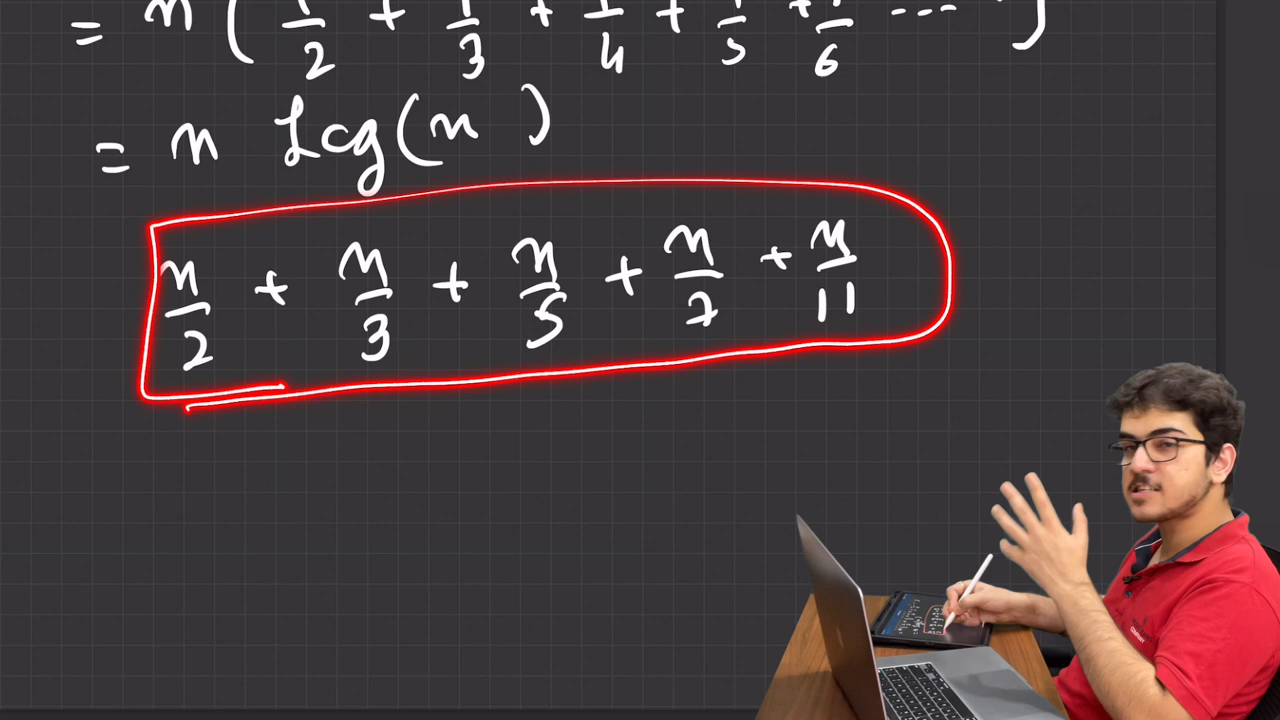 = n ( 1/2 + 1/3 + 1/4 + 1/5 + 1/6 ... )
= n Log(n )
n/2 + n/3 + n/5 + n/7 + n/11